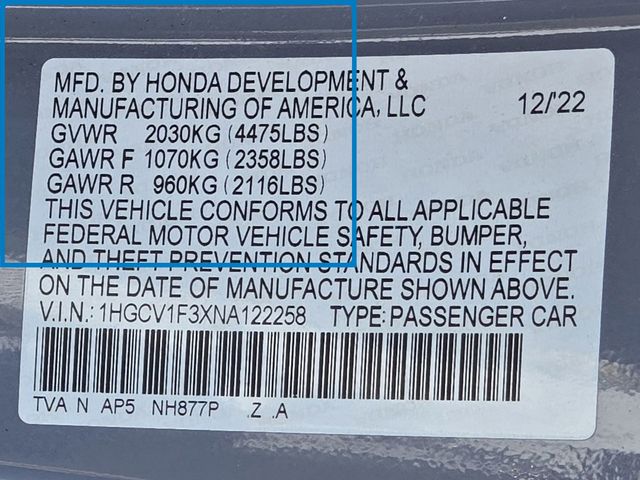 MFD. BY HONDA DEVELOPMENT &
MANUFACTURING OF AMERICA, LLC 12/'22
GVWR 2030KG (4475LBS)
GAWR F 1070KG (2358LBS)
GAWR R 960KG (2116LBS)
THIS VEHICLE CONFORMS TO ALL APPLICABLE
FEDERAL MOTOR VEHICLE SAFETY, BUMPER,
AND THEFT PREVENTION STANDARDS IN EFFECT
ON THE DATE OF MANUFACTURE SHOWN ABOVE.
V.I.N.: 1HGCV1F3XNA122258 TYPE: PASSENGER CAR
TVA N AP5 NH877P .Z .A